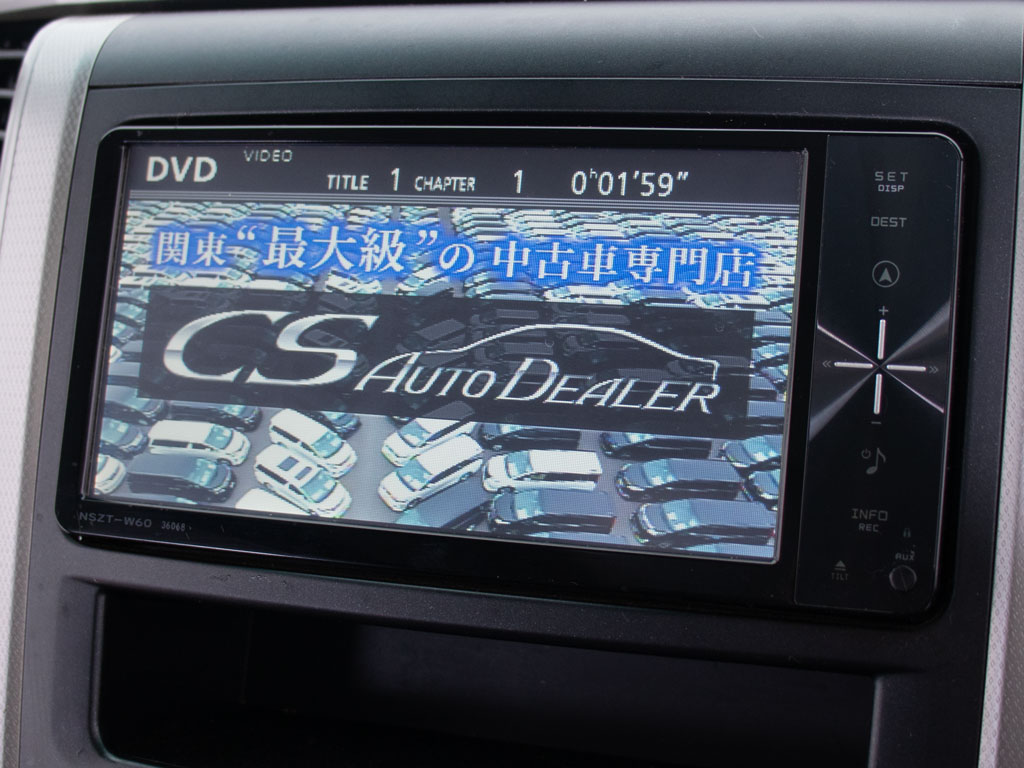 DVD VIDEO TITLE 1 CHAPTER 1 0h01'59"
関東“最大級”の 中古車専門店
CS AUTO DEALER
NSZT-W60 36068
SET
DISP
DEST
+
−
INFO
REC
AUX
TILT